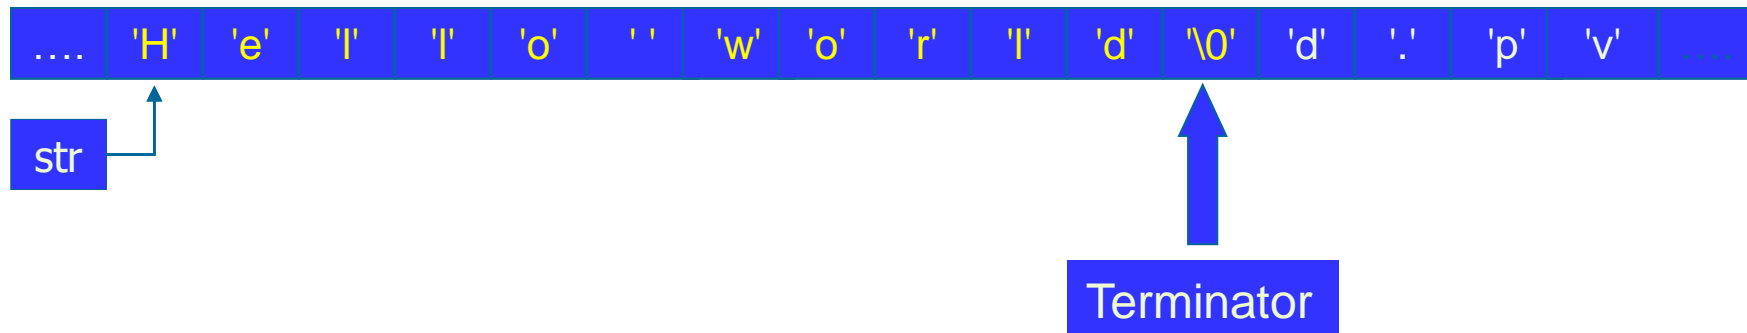 .... 'H' 'e' 'l' 'l' 'o' ' ' 'w' 'o' 'r' 'l' 'd' '\0' 'd' '.' 'p' 'v' ....
str
Terminator